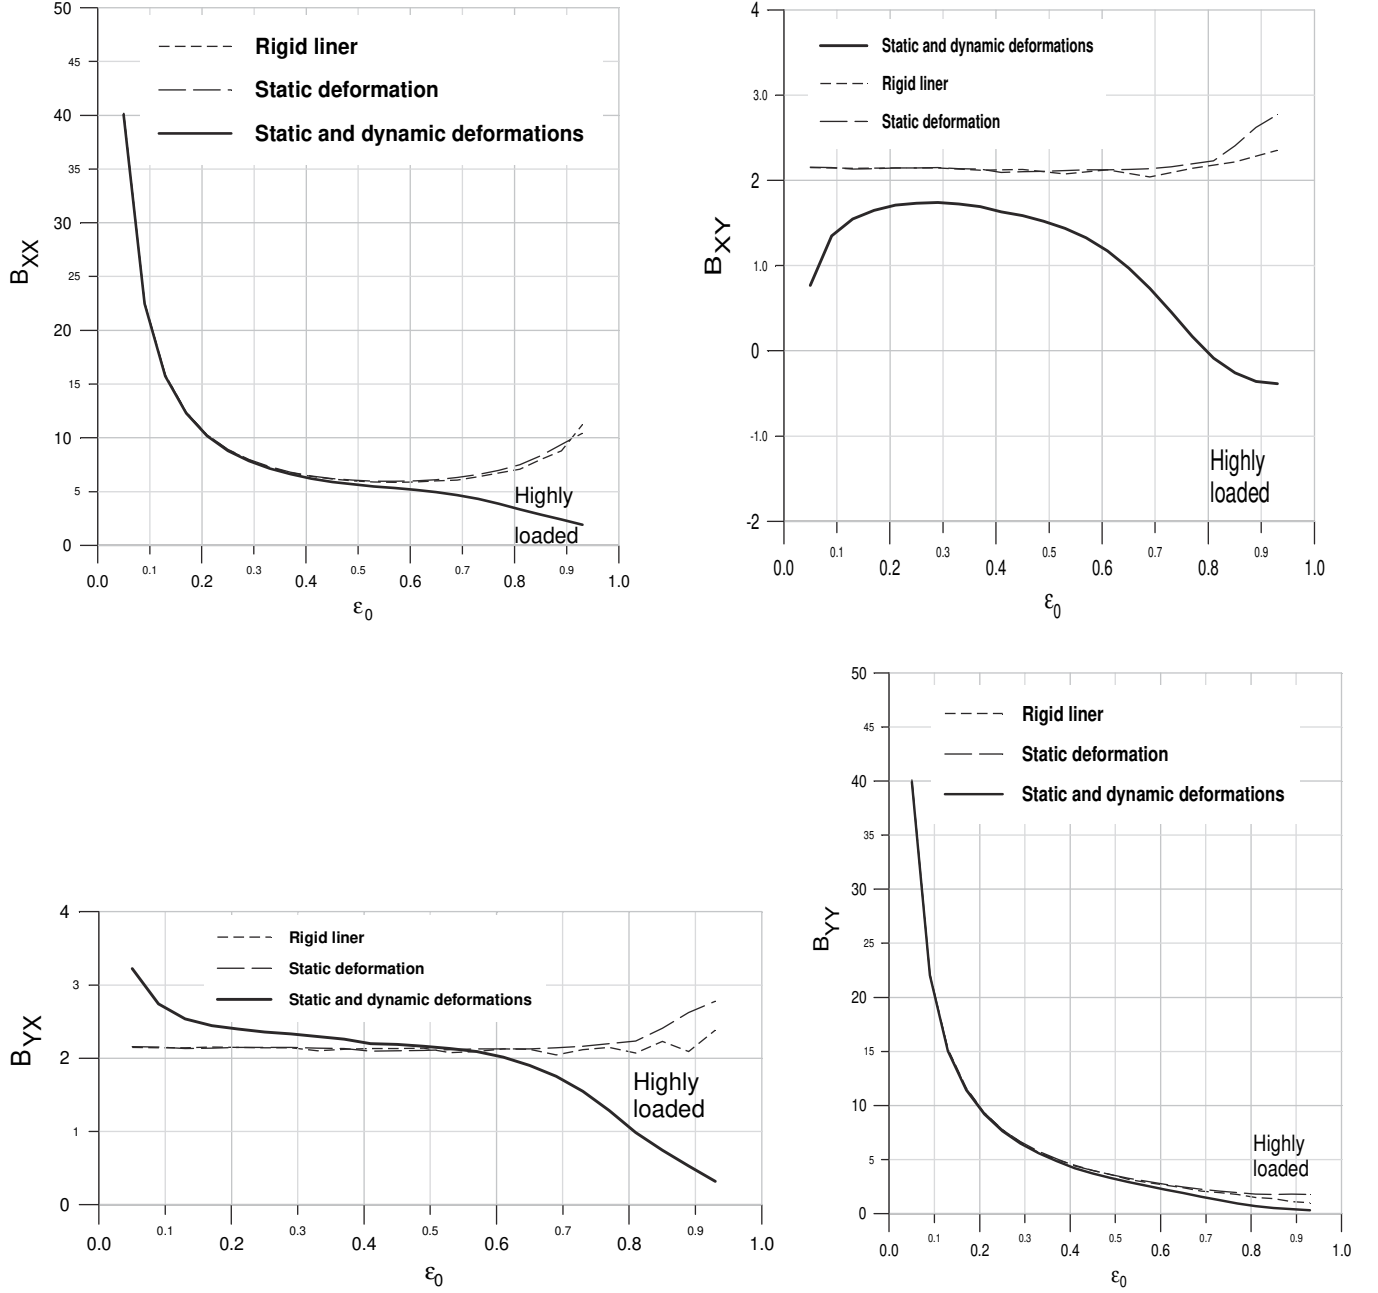 50
45
40
35
30
25
20
15
10
5
0
B_XX
Rigid liner
Static deformation
Static and dynamic deformations
Highly
loaded
0.1 0.3 0.5 0.7 0.9
0.0 0.2 0.4 0.6 0.8 1.0
ε0
4
3.0
2
1.0
0
-1.0
-2
BXY
Static and dynamic deformations
Rigid liner
Static deformation
Highly
loaded
0.1 0.3 0.5 0.7 0.9
0.0 0.2 0.4 0.6 0.8 1.0
ε0
4
3
2
1
0
BYX
Rigid liner
Static deformation
Static and dynamic deformations
Highly
loaded
0.1 0.3 0.5 0.7 0.9
0.0 0.2 0.4 0.6 0.8 1.0
ε0
50
45
40
35
30
25
20
15
10
5
0
BYY
Rigid liner
Static deformation
Static and dynamic deformations
Highly
loaded
0.1 0.3 0.5 0.7 0.9
0.0 0.2 0.4 0.6 0.8 1.0
ε0